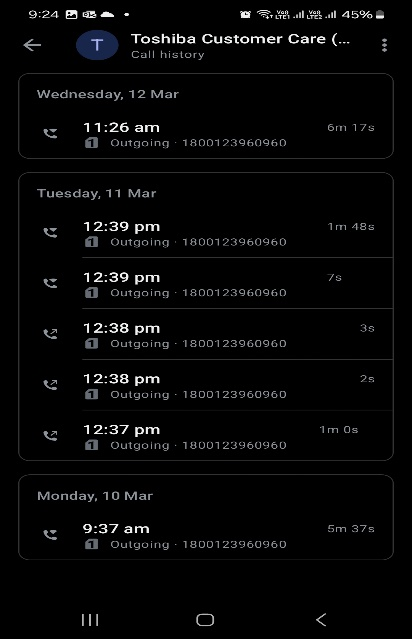 9:24 45%
VoLTE1 VoLTE2
T
Toshiba Customer Care (...
Call history
Wednesday, 12 Mar
11:26 am 6m 17s
1 Outgoing · 1800123960960
Tuesday, 11 Mar
12:39 pm 1m 48s
1 Outgoing · 1800123960960
12:39 pm 7s
1 Outgoing · 1800123960960
12:38 pm 3s
1 Outgoing · 1800123960960
12:38 pm 2s
1 Outgoing · 1800123960960
12:37 pm 1m 0s
1 Outgoing · 1800123960960
Monday, 10 Mar
9:37 am 5m 37s
1 Outgoing · 1800123960960